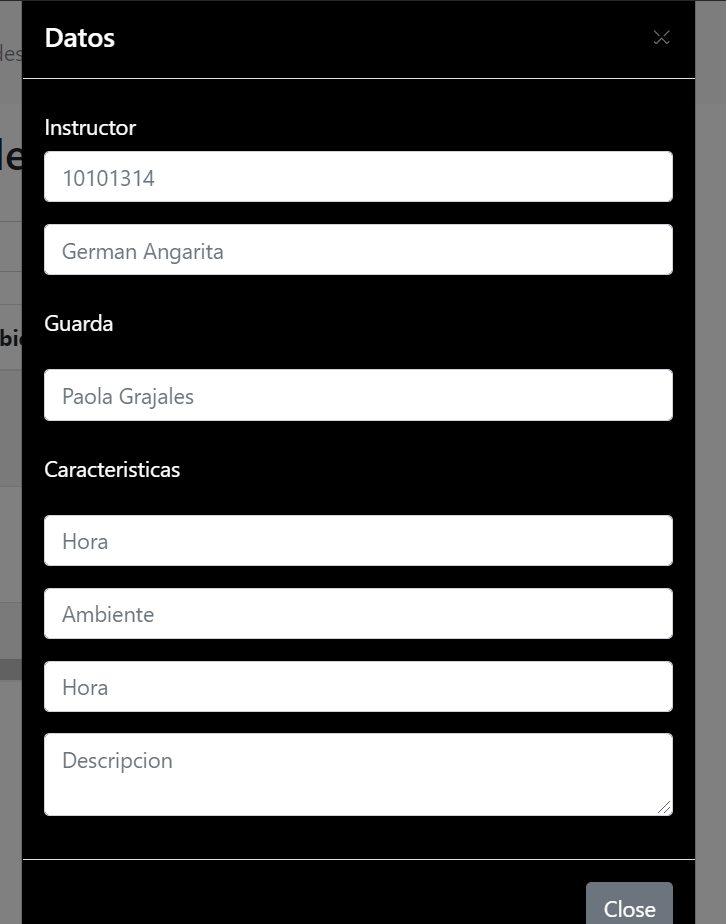 Datos
Instructor
10101314
German Angarita
Guarda
Paola Grajales
Caracteristicas
Hora
Ambiente
Hora
Descripcion
Close